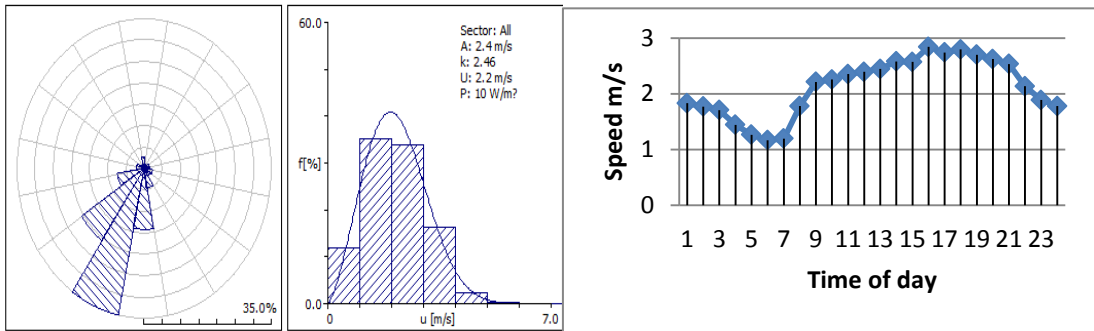 35.0%
60.0
Sector: All
A: 2.4 m/s
k: 2.46
U: 2.2 m/s
P: 10 W/m?
f[%]
0.0
0 u [m/s] 7.0
Speed m/s
3
2
1
0
1 3 5 7 9 11 13 15 17 19 21 23
Time of day